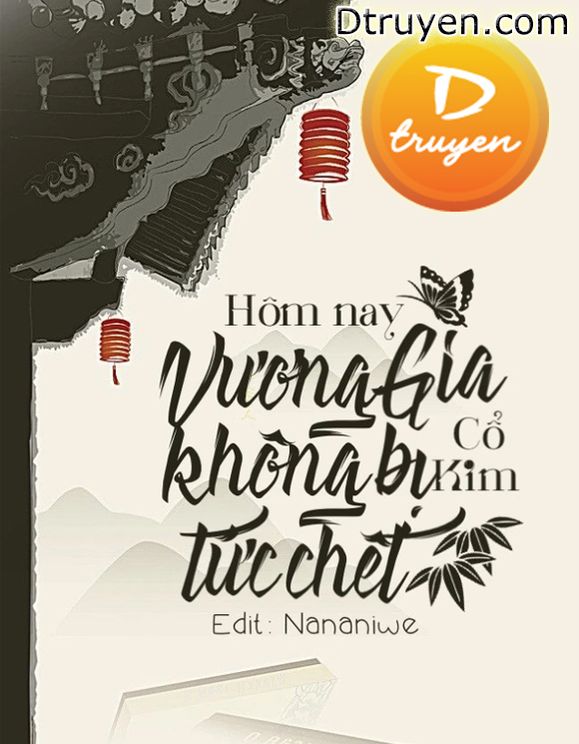 Dtruyen.com
D
truyen
Hôm nay
Vương Gia
Cổ
không bị Kim
tức chết
Edit: Nananiwe